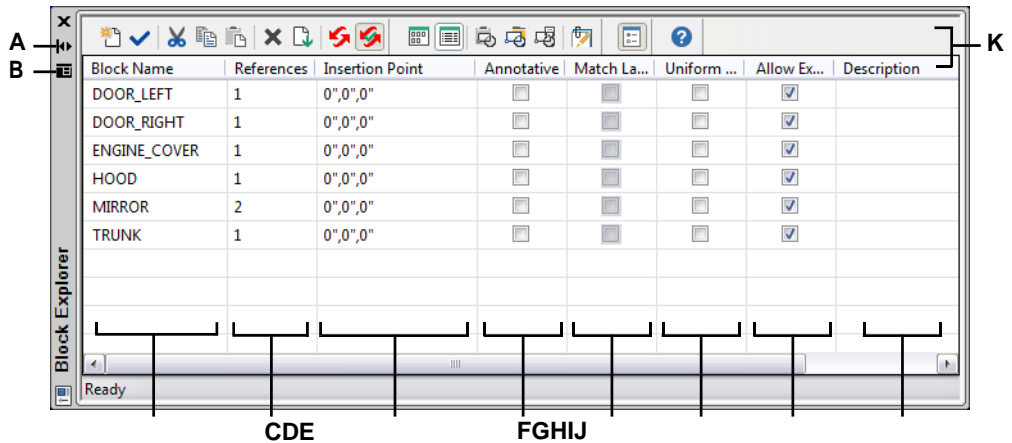 A
B
K
Block Name References Insertion Point Annotative Match La... Uniform ... Allow Ex... Description
DOOR_LEFT 1 0",0",0"
DOOR_RIGHT 1 0",0",0"
ENGINE_COVER 1 0",0",0"
HOOD 1 0",0",0"
MIRROR 2 0",0",0"
TRUNK 1 0",0",0"
Block Explorer
Ready
CDE FGHIJ